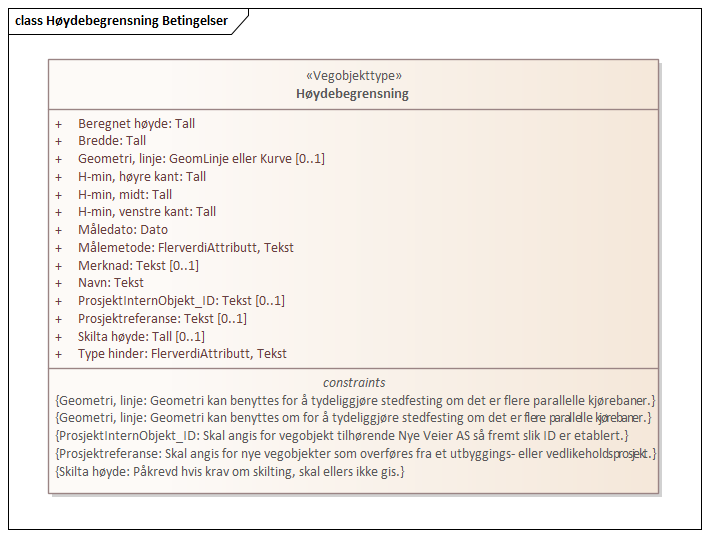 class Høydebegrensning Betingelser
«Vegobjekttype»
Høydebegrensning
+ Beregnet høyde: Tall
+ Bredde: Tall
+ Geometri, linje: GeomLinje eller Kurve [0..1]
+ H-min, høyre kant: Tall
+ H-min, midt: Tall
+ H-min, venstre kant: Tall
+ Måledato: Dato
+ Målemetode: FlerverdiAttributt, Tekst
+ Merknad: Tekst [0..1]
+ Navn: Tekst
+ ProsjektInternObjekt_ID: Tekst [0..1]
+ Prosjektreferanse: Tekst [0..1]
+ Skilta høyde: Tall [0..1]
+ Type hinder: FlerverdiAttributt, Tekst
constraints
{Geometri, linje: Geometri kan benyttes for å tydeliggjøre stedfesting om det er flere parallelle kjørebaner.}
{Geometri, linje: Geometri kan benyttes om for å tydeliggjøre stedfesting om det er flere parallelle kjørebaner.}
{ProsjektInternObjekt_ID: Skal angis for vegobjekt tilhørende Nye Veier AS så fremt slik ID er etablert.}
{Prosjektreferanse: Skal angis for nye vegobjekter som overføres fra et utbyggings- eller vedlikeholdsprosjekt.}
{Skilta høyde: Påkrevd hvis krav om skilting, skal ellers ikke gis.}